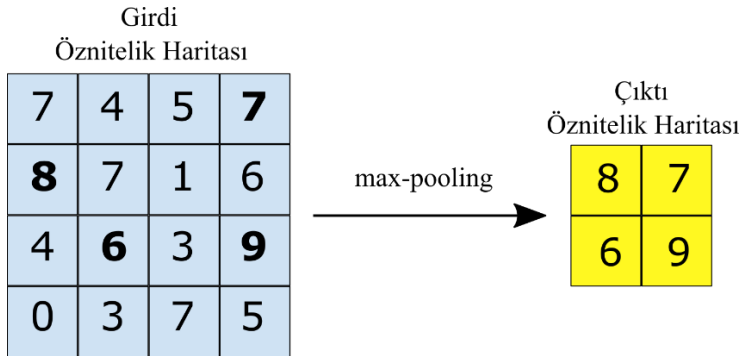 Girdi
Öznitelik Haritası
7 4 5 7
8 7 1 6
4 6 3 9
0 3 7 5
max-pooling
Çıktı
Öznitelik Haritası
8 7
6 9